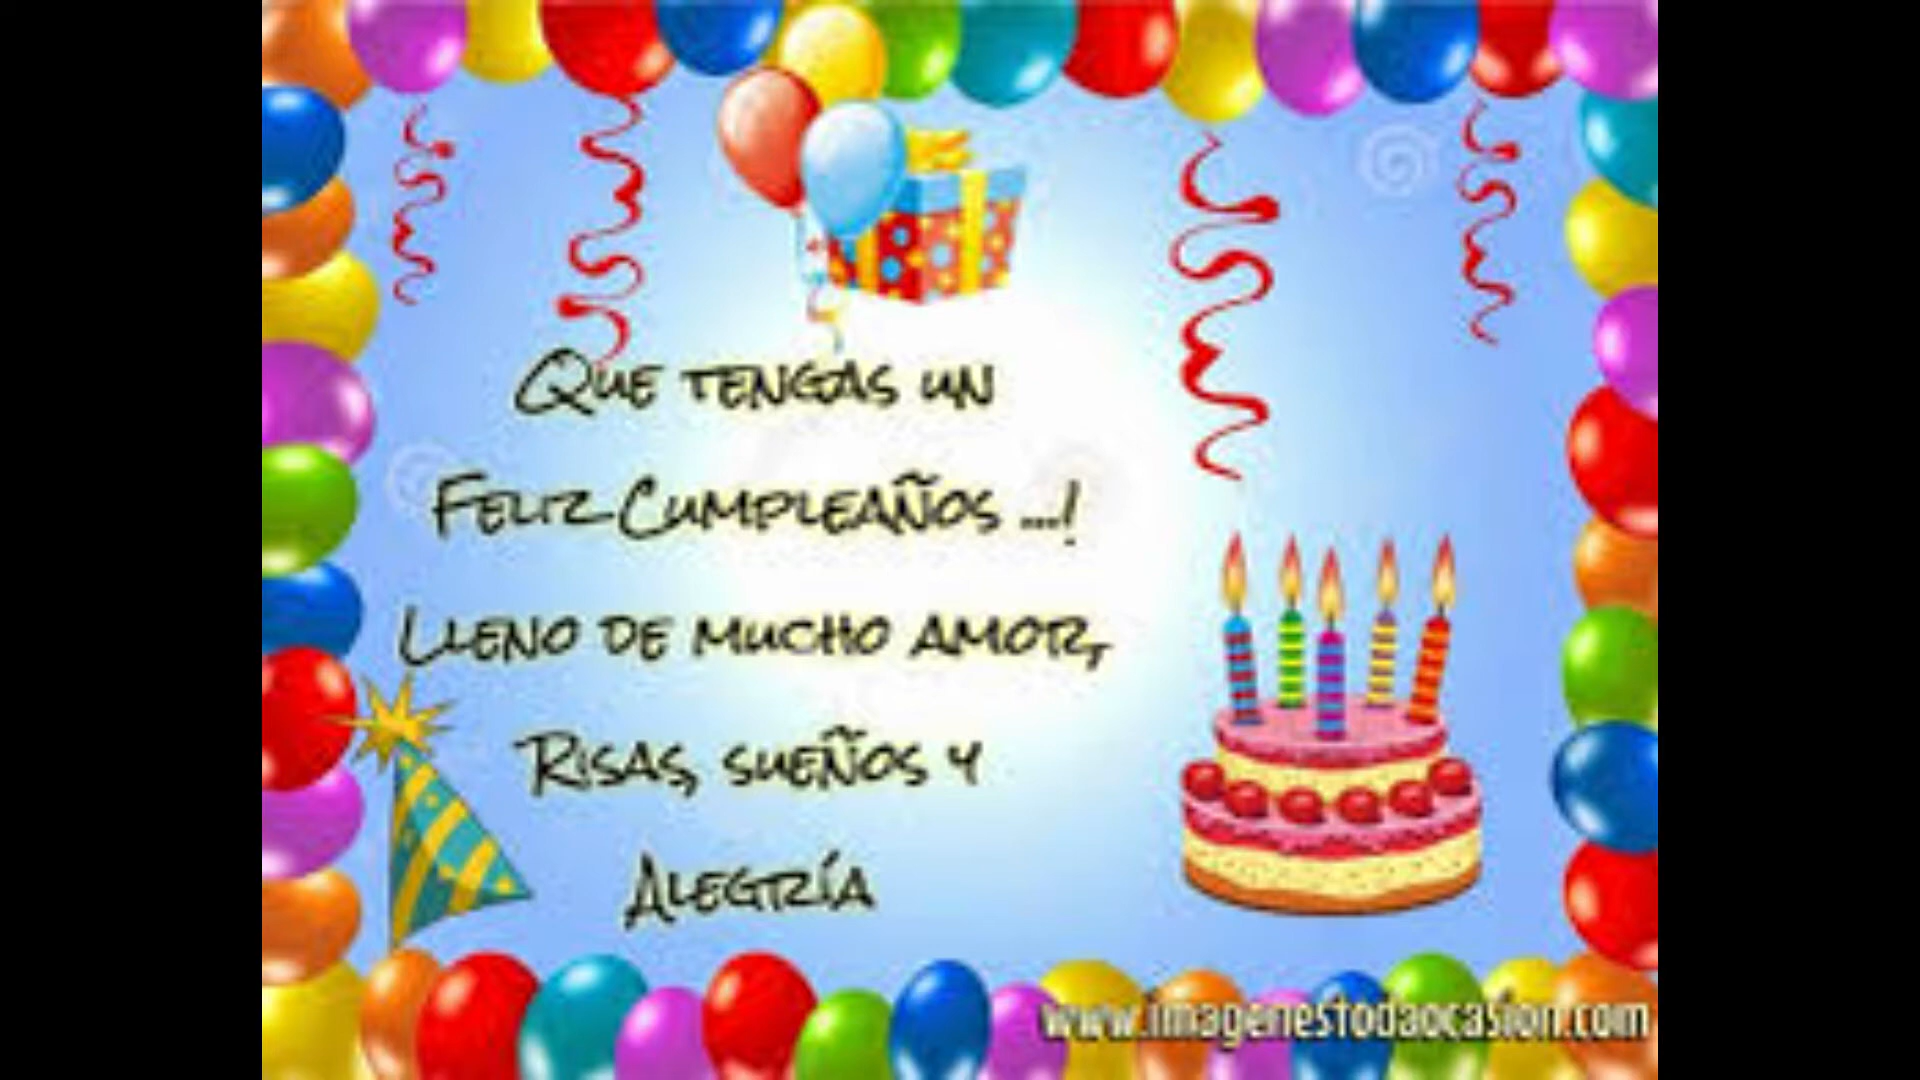 Que tengas un
Feliz Cumpleaños ...!
Lleno de mucho amor,
Risas, sueños y
Alegría
www.imagenestodaocasion.com